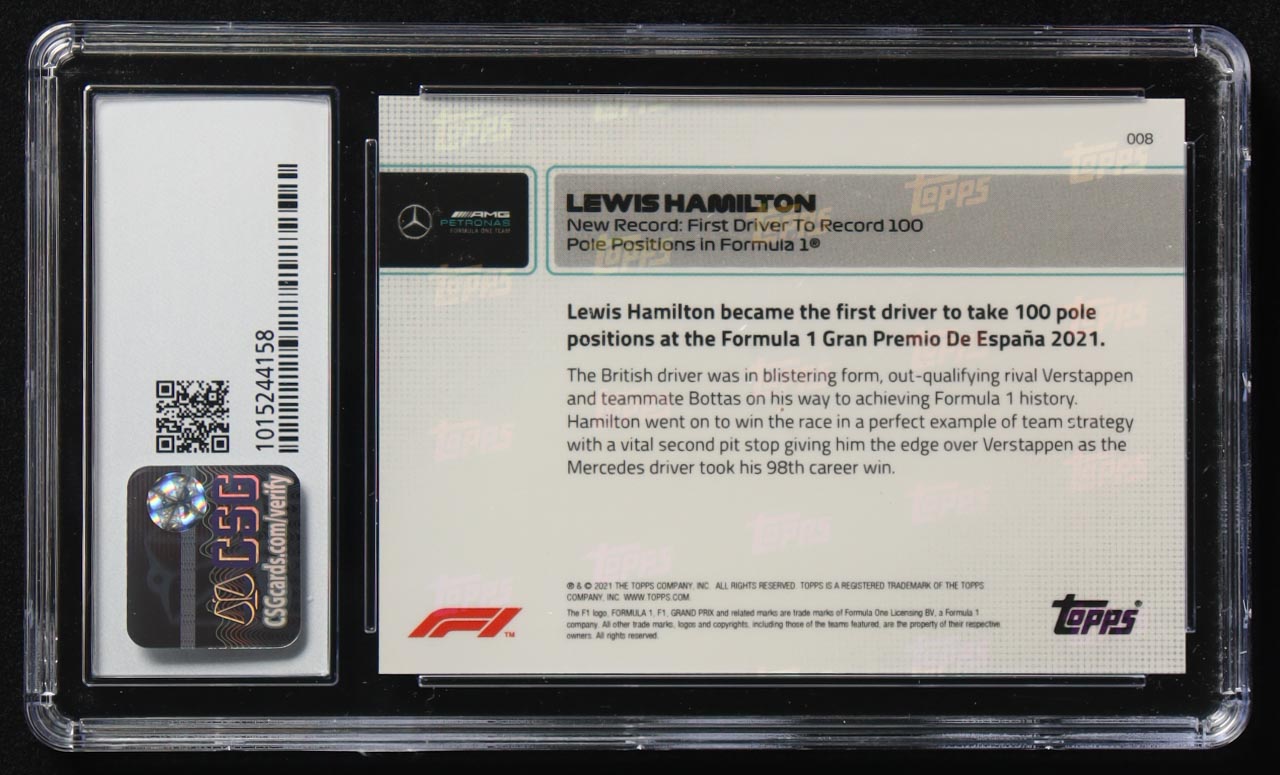 008
AMG
PETRONAS
FORMULA ONE TEAM
LEWIS HAMILTON
New Record: First Driver To Record 100
Pole Positions in Formula 1®
Lewis Hamilton became the first driver to take 100 pole
positions at the Formula 1 Gran Premio De España 2021.
The British driver was in blistering form, out-qualifying rival Verstappen
and teammate Bottas on his way to achieving Formula 1 history.
Hamilton went on to win the race in a perfect example of team strategy
with a vital second pit stop giving him the edge over Verstappen as the
Mercedes driver took his 98th career win.
® & © 2021 THE TOPPS COMPANY, INC. ALL RIGHTS RESERVED. TOPPS IS A REGISTERED TRADEMARK OF THE TOPPS
COMPANY, INC. WWW.TOPPS.COM.
The F1 logo, FORMULA 1, F1, GRAND PRIX and related marks are trade marks of Formula One Licensing BV, a Formula 1
company. All other trade marks, logos and copyrights, including those of the teams featured, are the property of their respective
owners. All rights reserved.
F1™
TOPPS®
1015244158
CSG
CSGcards.com/verify